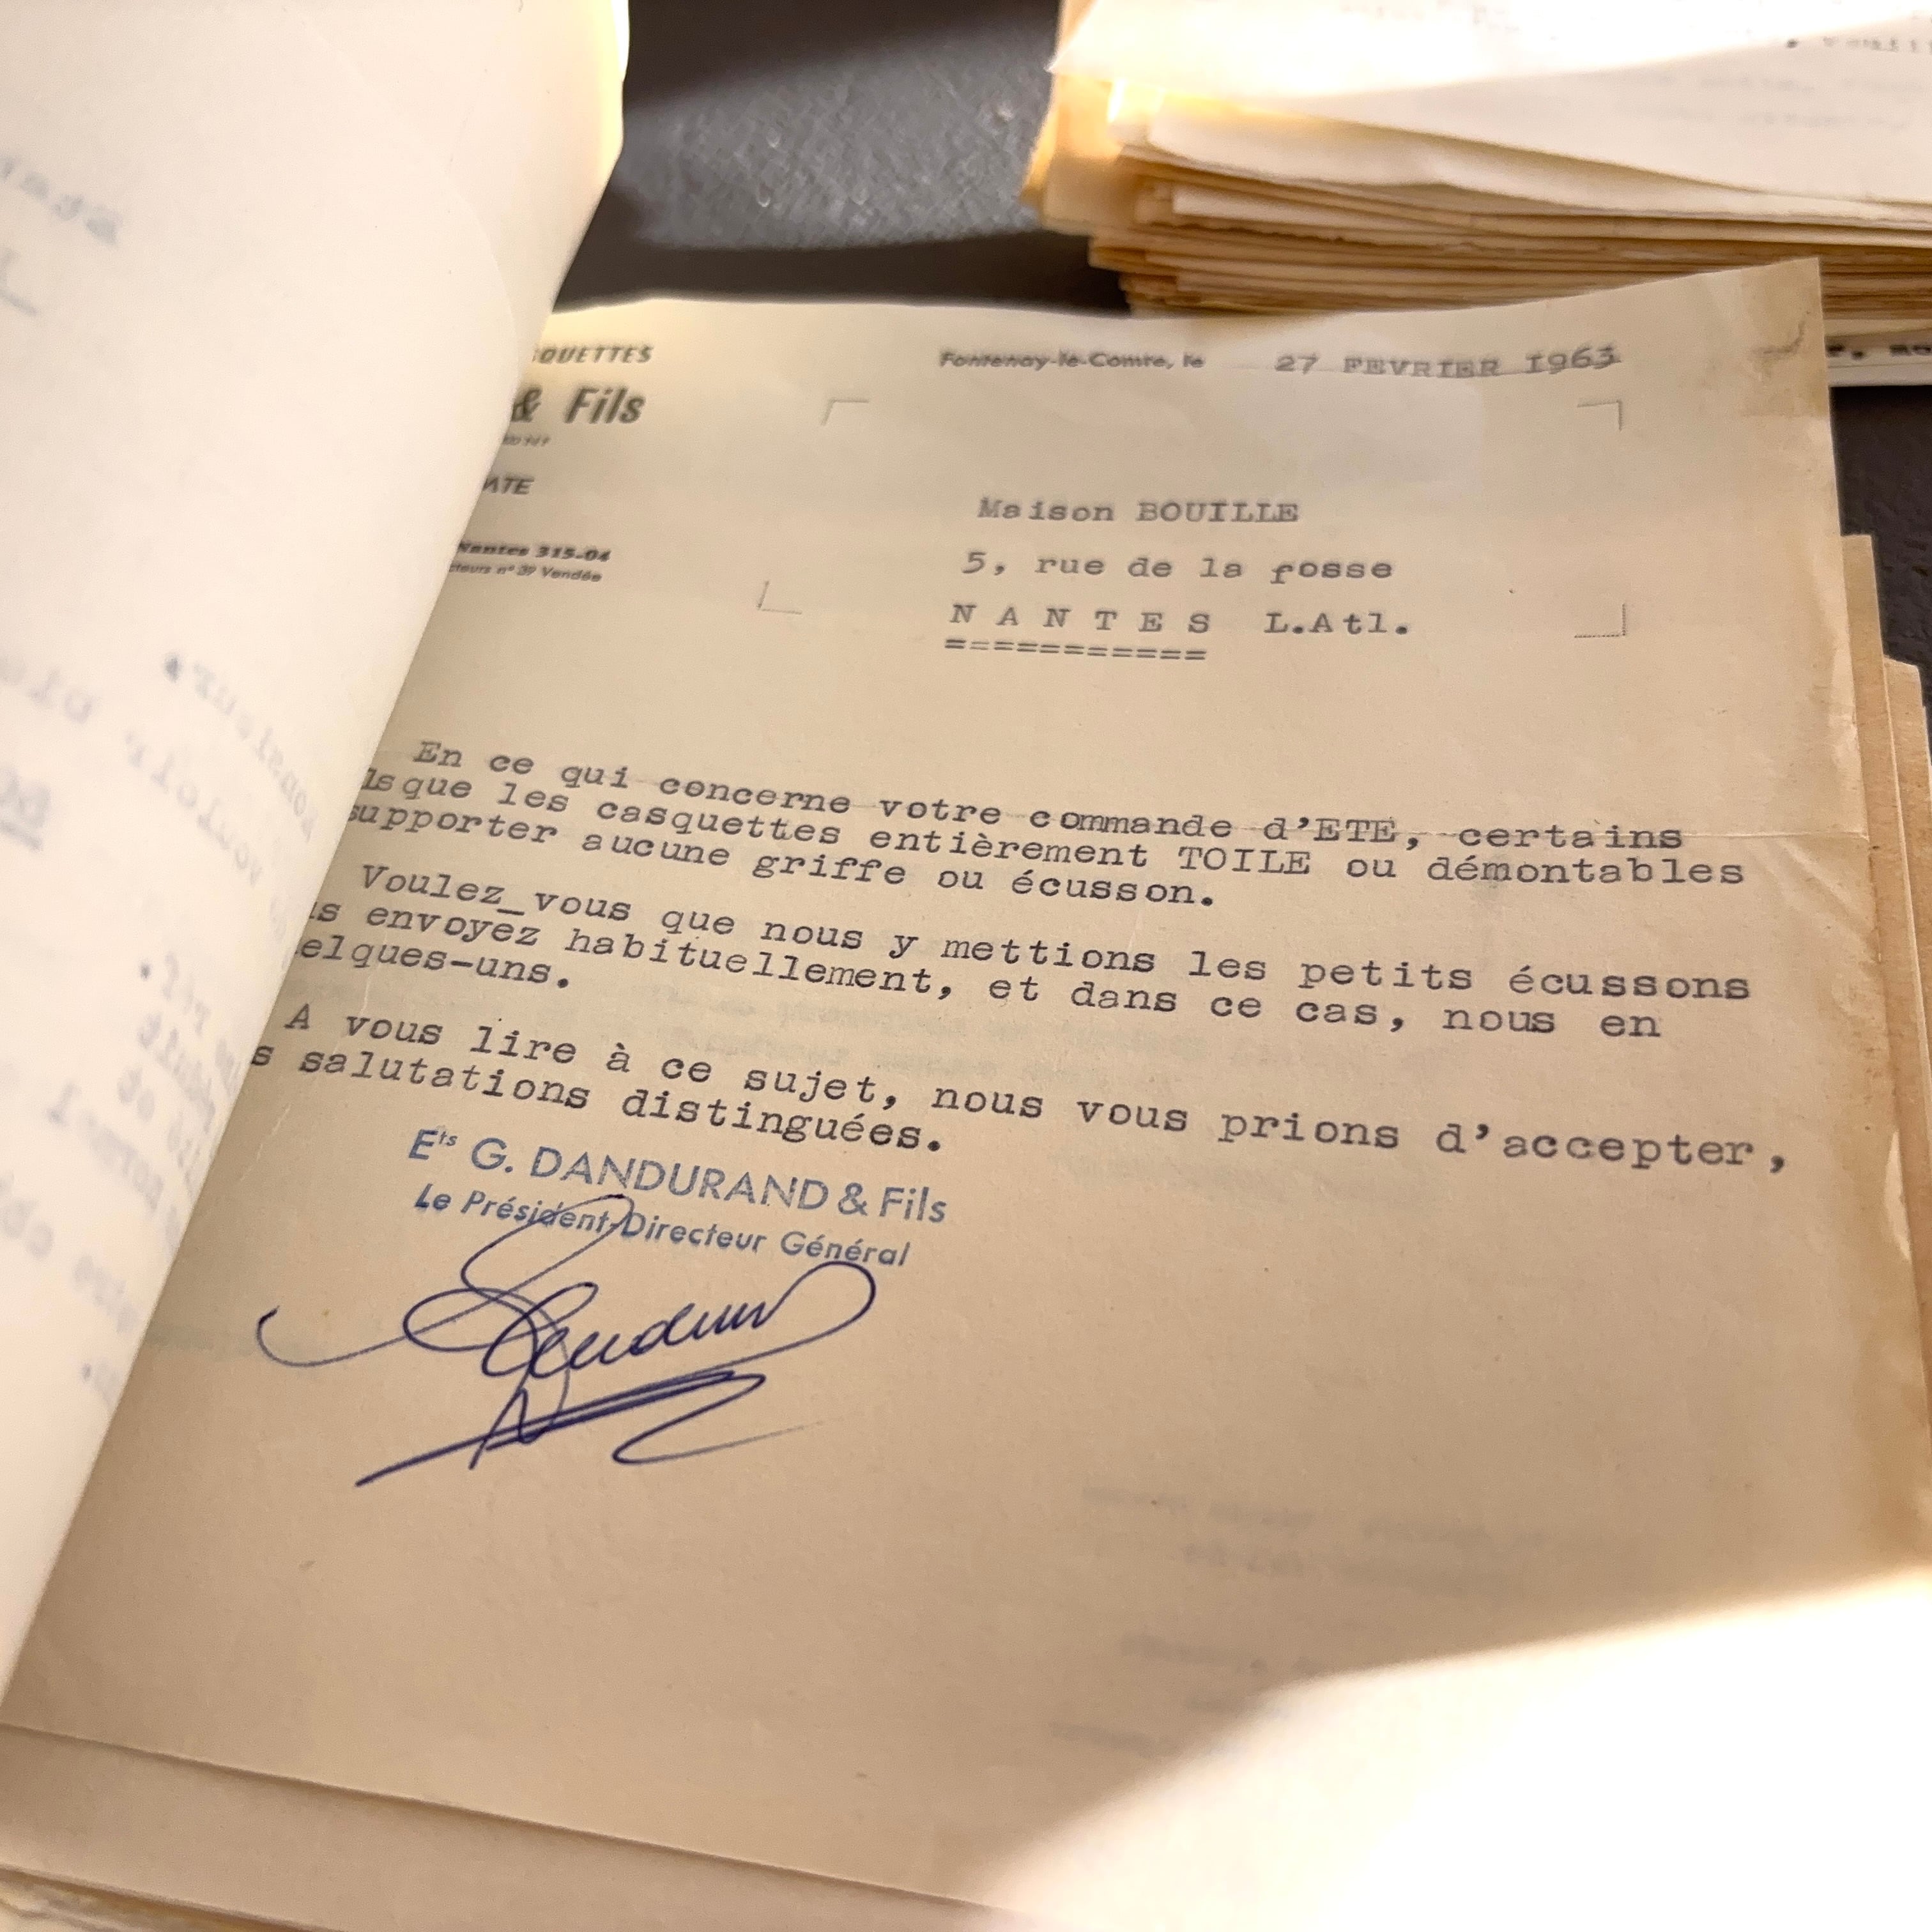 & Fils
Nantes 315-04
n° 39 Vendée
Fontenay-le-Comte, le 27 FEVRIER 1963
Maison BOUILLE
5, rue de la fosse
N A N T E S L.Atl.
===========
En ce qui concerne votre commande d'ETE, certains
que les casquettes entièrement TOILE ou démontables
supporter aucune griffe ou écusson.
Voulez_vous que nous y mettions les petits écussons
envoyez habituellement, et dans ce cas, nous en
elques-uns.
A vous lire à ce sujet, nous vous prions d'accepter,
s salutations distinguées.
Ets G. DANDURAND & Fils
Le Président-Directeur Général